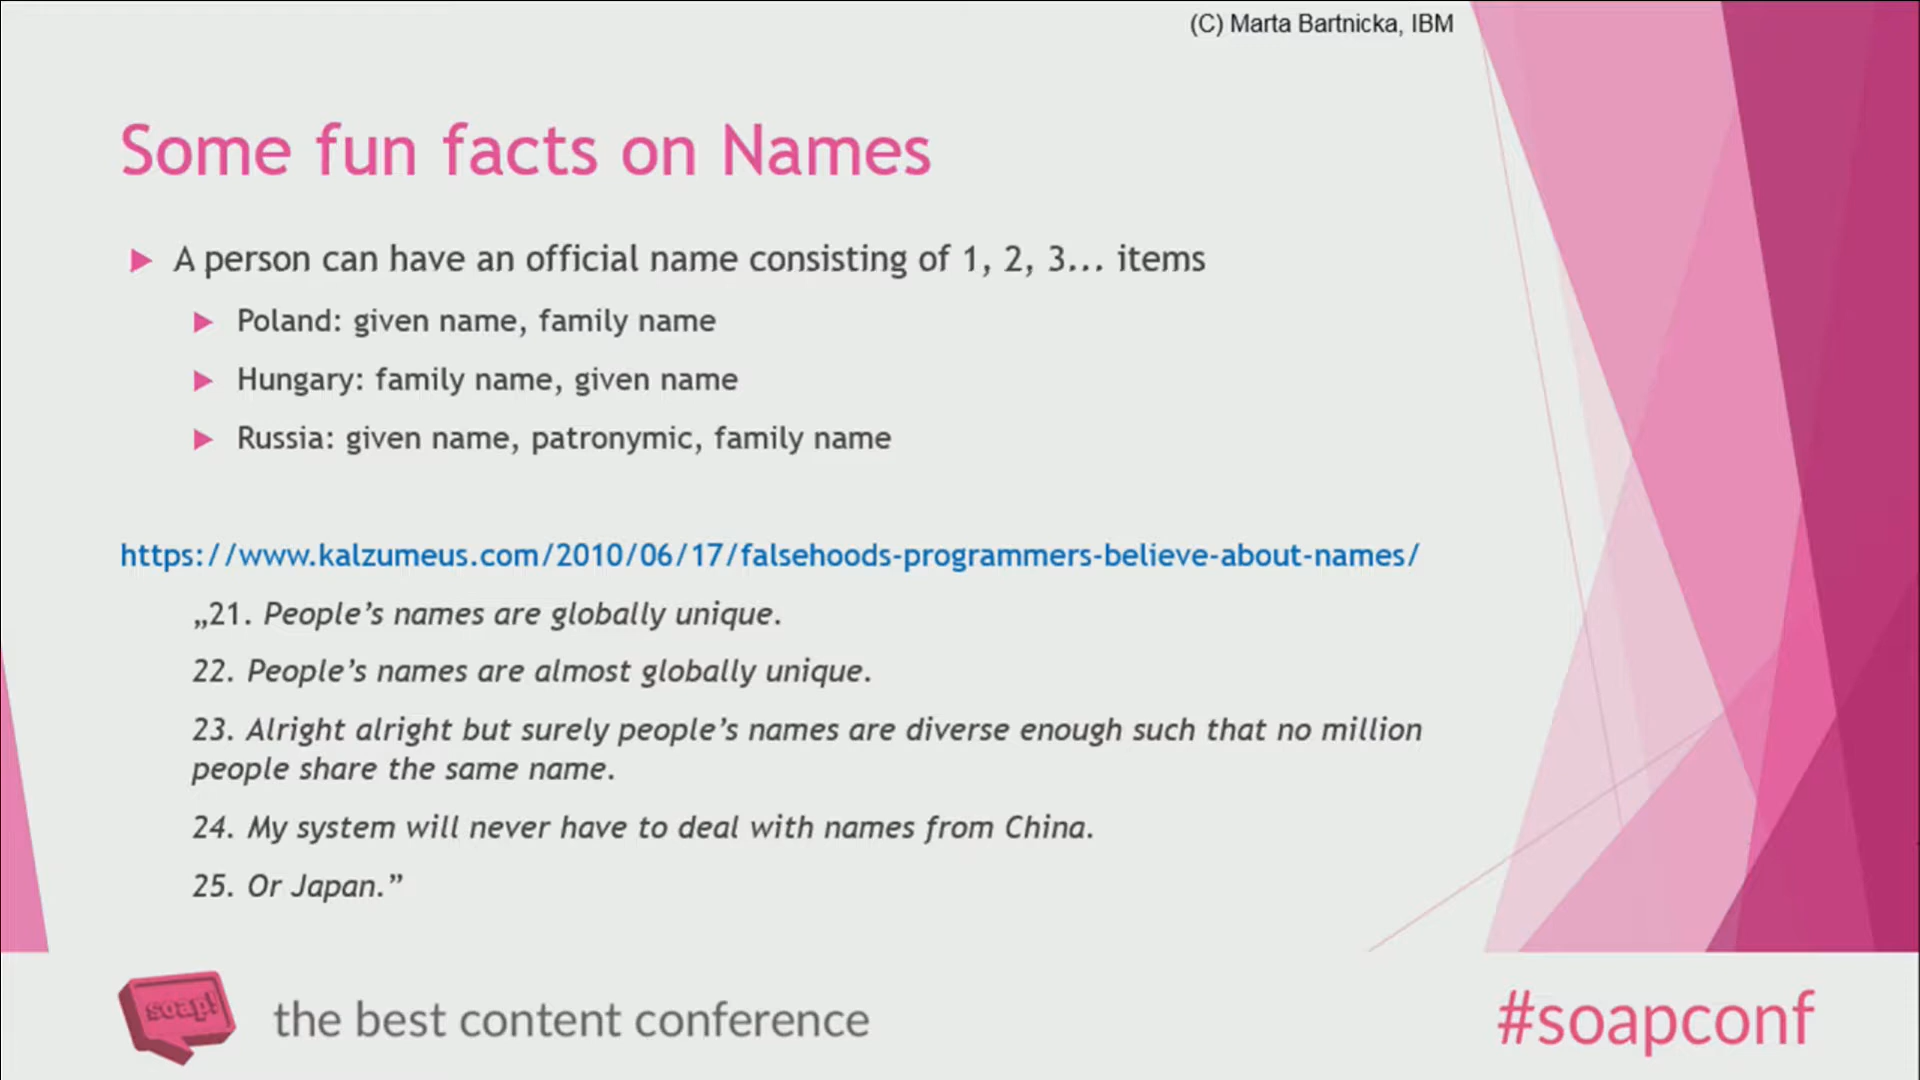 (C) Marta Bartnicka, IBM
Some fun facts on Names
A person can have an official name consisting of 1, 2, 3... items
Poland: given name, family name
Hungary: family name, given name
Russia: given name, patronymic, family name
https://www.kalzumeus.com/2010/06/17/falsehoods-programmers-believe-about-names/
„21. People’s names are globally unique.
22. People’s names are almost globally unique.
23. Alright alright but surely people’s names are diverse enough such that no million
people share the same name.
24. My system will never have to deal with names from China.
25. Or Japan.”
soap!
the best content conference
#soapconf